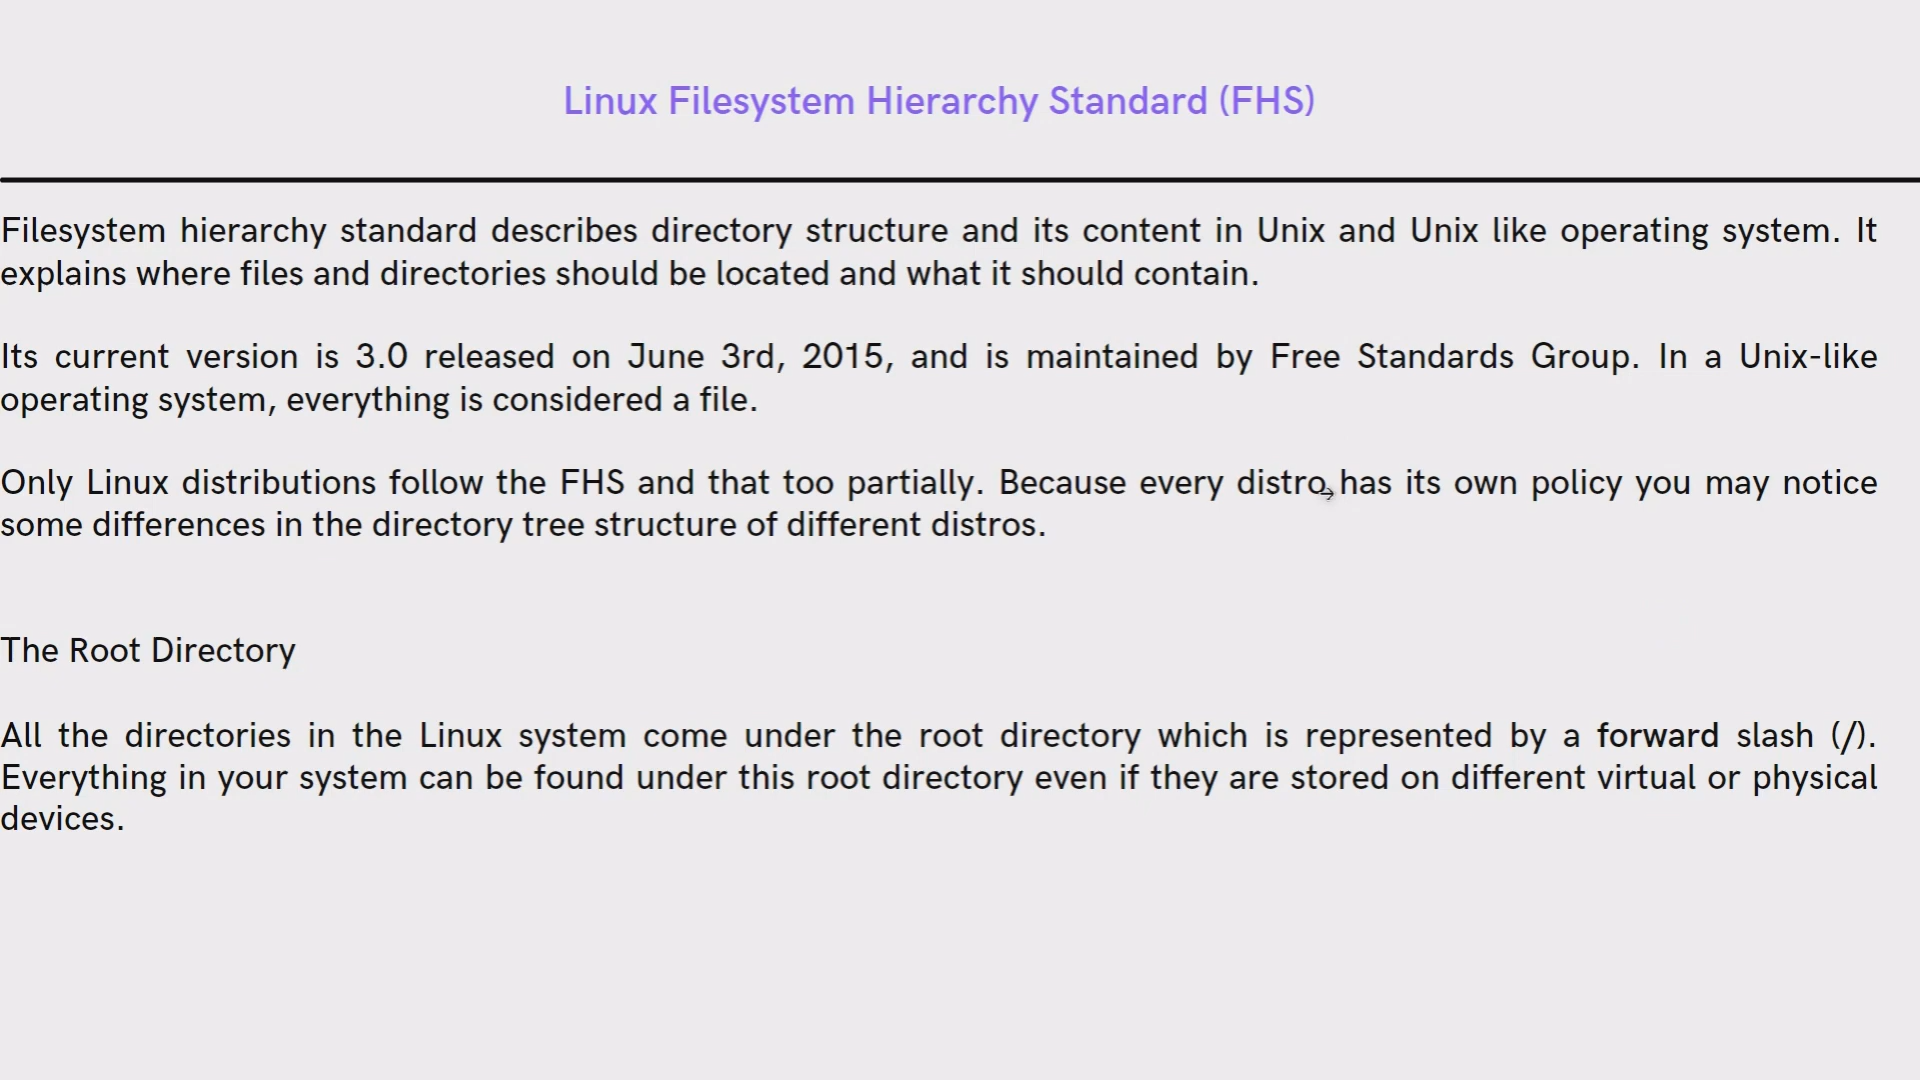 Linux Filesystem Hierarchy Standard (FHS)
Filesystem hierarchy standard describes directory structure and its content in Unix and Unix like operating system. It
explains where files and directories should be located and what it should contain.
Its current version is 3.0 released on June 3rd, 2015, and is maintained by Free Standards Group. In a Unix-like
operating system, everything is considered a file.
Only Linux distributions follow the FHS and that too partially. Because every distro has its own policy you may notice
some differences in the directory tree structure of different distros.
The Root Directory
All the directories in the Linux system come under the root directory which is represented by a forward slash (/).
Everything in your system can be found under this root directory even if they are stored on different virtual or physical
devices.